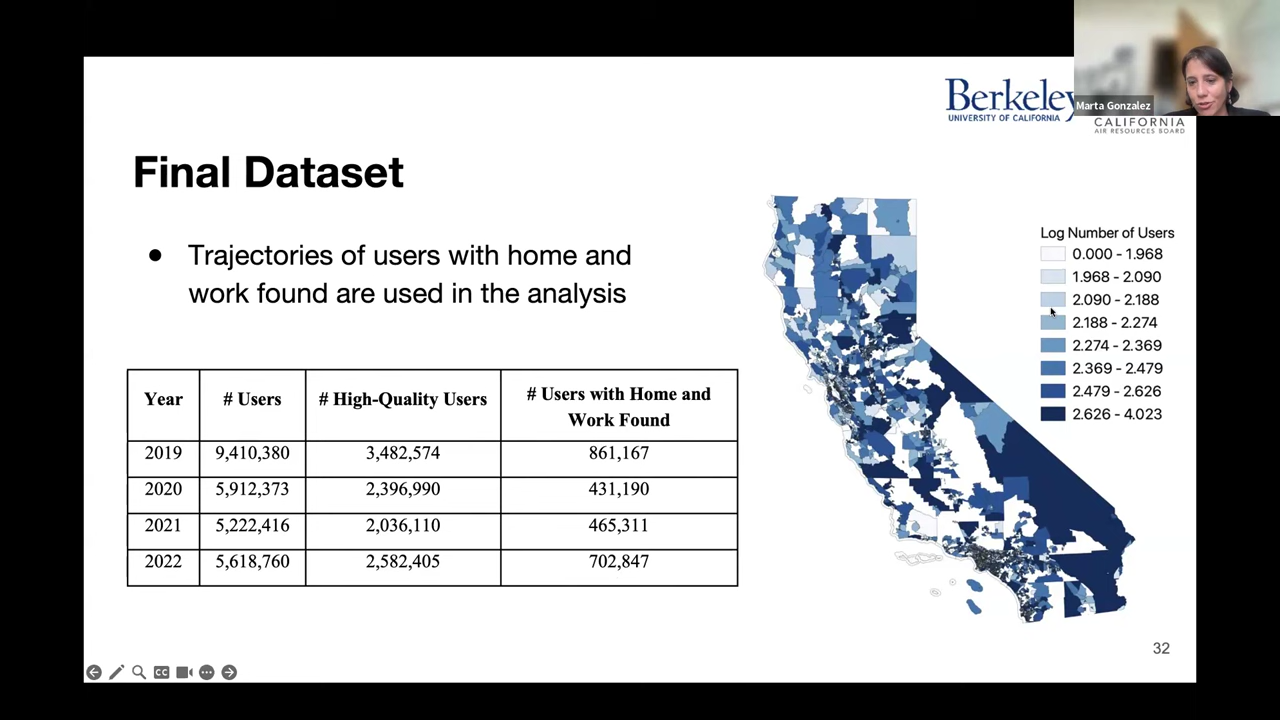 Berkeley
UNIVERSITY OF CALIFORNIA
Marta Gonzalez
CALIFORNIA
AIR RESOURCES BOARD
Final Dataset
● Trajectories of users with home and
work found are used in the analysis
Year # Users # High-Quality Users # Users with Home and
Work Found
2019 9,410,380 3,482,574 861,167
2020 5,912,373 2,396,990 431,190
2021 5,222,416 2,036,110 465,311
2022 5,618,760 2,582,405 702,847
Log Number of Users
0.000 - 1.968
1.968 - 2.090
2.090 - 2.188
2.188 - 2.274
2.274 - 2.369
2.369 - 2.479
2.479 - 2.626
2.626 - 4.023
32
CC